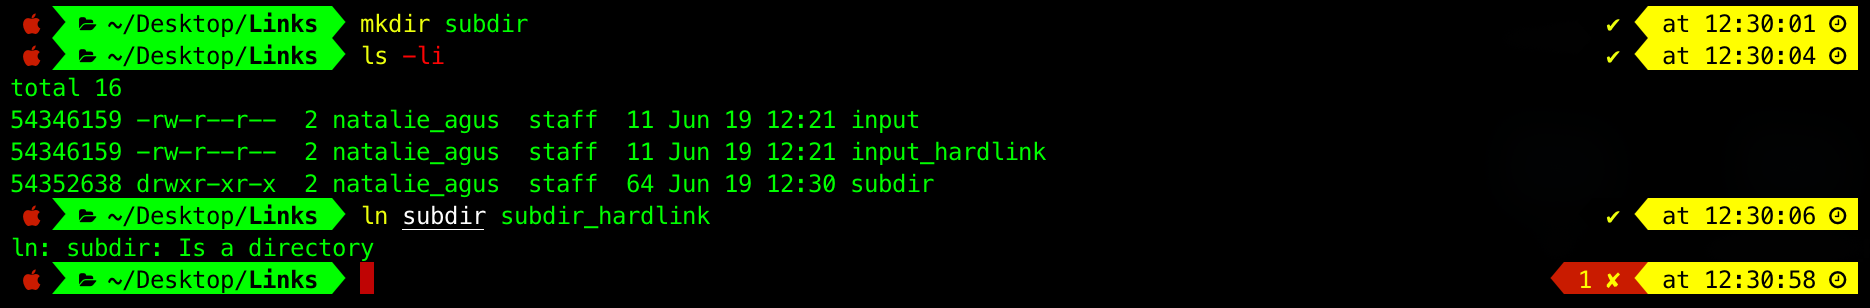 ~/Desktop/Links mkdir subdir ✔ at 12:30:01
~/Desktop/Links ls -li ✔ at 12:30:04
total 16
54346159 -rw-r--r--  2 natalie_agus  staff  11 Jun 19 12:21 input
54346159 -rw-r--r--  2 natalie_agus  staff  11 Jun 19 12:21 input_hardlink
54352638 drwxr-xr-x  2 natalie_agus  staff  64 Jun 19 12:30 subdir
~/Desktop/Links ln subdir subdir_hardlink ✔ at 12:30:06
ln: subdir: Is a directory
~/Desktop/Links 1 ✘ at 12:30:58